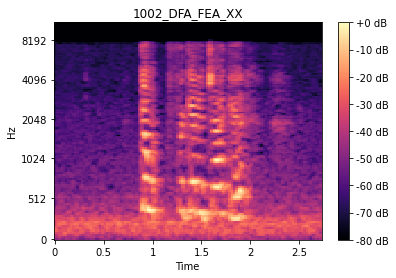 1002_DFA_FEA_XX
+0 dB
8192
-10 dB
4096
-20 dB
-30 dB
2048
Hz
-40 dB
1024
-50 dB
512
-60 dB
-70 dB
0
-80 dB
0 0.5 1 1.5 2 2.5
Time